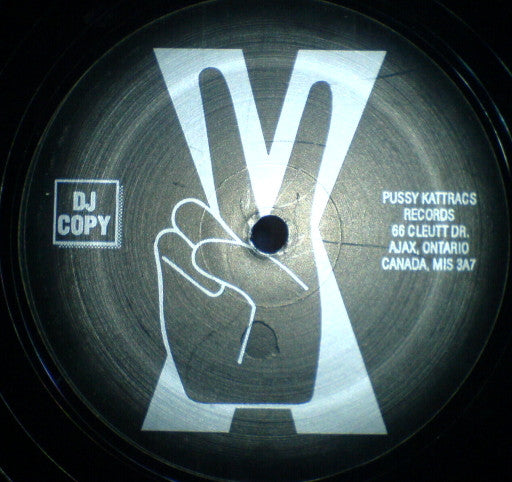 DJ
COPY
PUSSY KATTRACS
RECORDS
66 CLEUTT DR.
AJAX, ONTARIO
CANADA, MIS 3A7
X